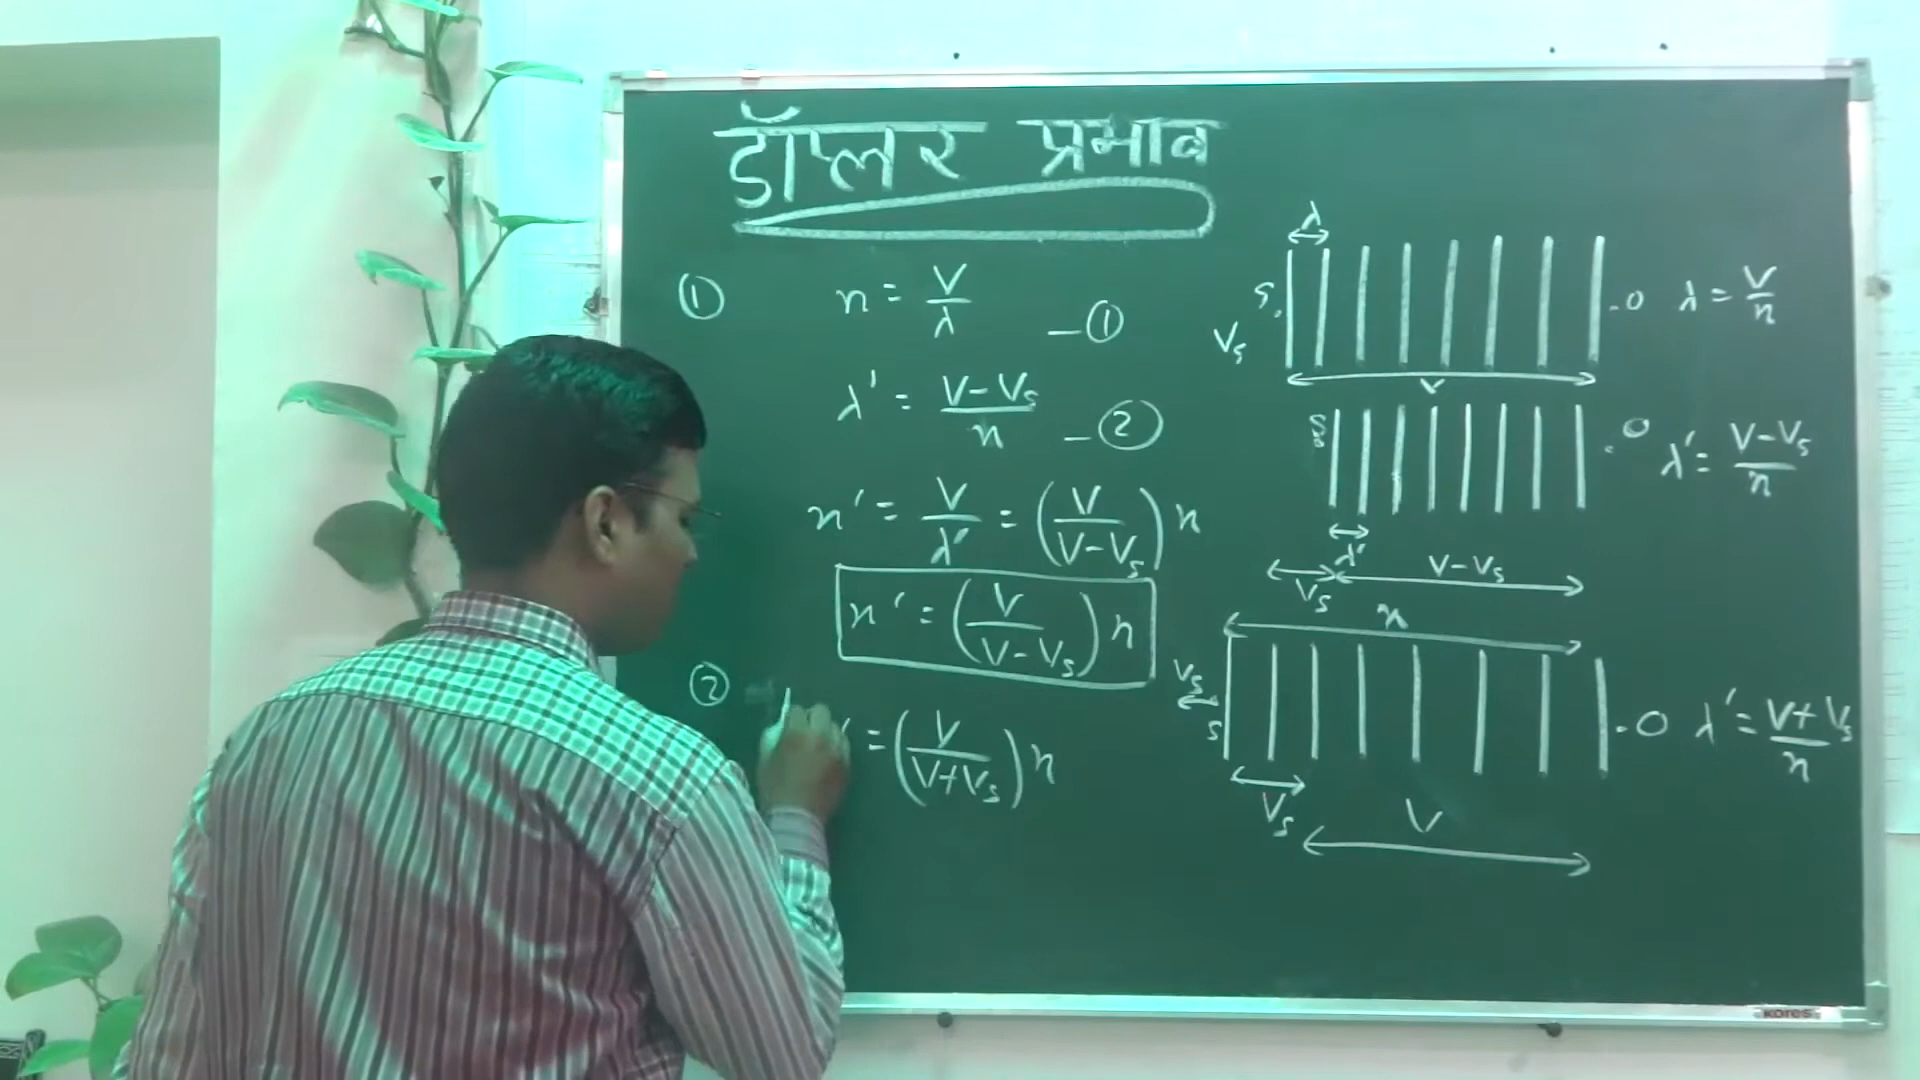 डॉप्लर प्रभाव
① n = V/λ —①
λ' = V-Vs/n —②
n' = V/λ' = (V/V-Vs) n
n' = (V/V-Vs) n
②
' = (V/V+Vs) n
λ
S. Vs .O λ = V/n
V
S .O λ' = V-Vs/n
λ'
Vs V-Vs
n
Vs
S .O λ' = V+Vs/n
Vs
V
kores